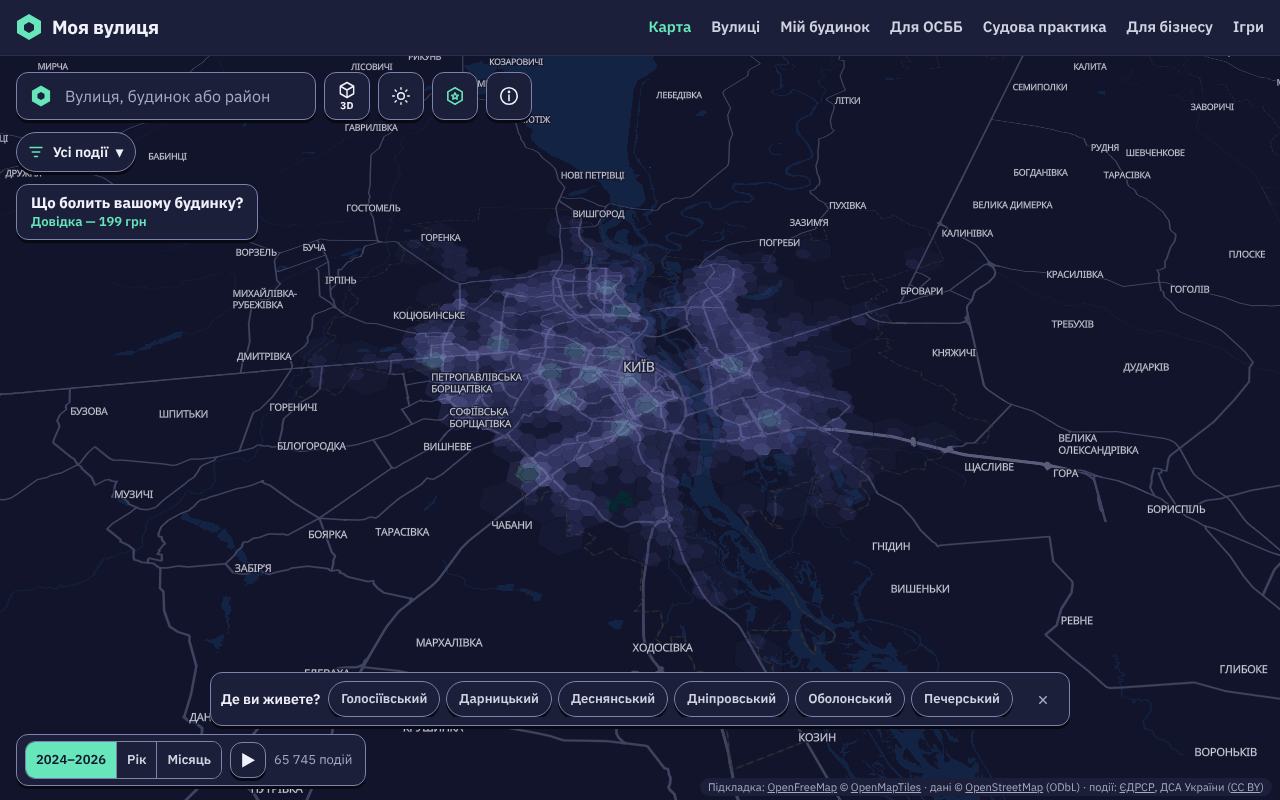 Моя вулиця
Карта
Вулиці
Мій будинок
Для ОСББ
Судова практика
Для бізнесу
Ігри
МИРЧА
ЛІСОВИЧІ
КОЗАРОВИЧІ
КАЛИТА
Вулиця, будинок або район
3D
ЛЕБЕДІВКА
ЛІТКИ
СЕМИПОЛКИ
ЗАВОРИЧІ
ГАВРИЛІВКА
Усі події ▾
БАБИНЦІ
РУДНЯ
ШЕВЧЕНКОВЕ
НОВІ ПЕТРІВЦІ
БОГДАНІВКА
ТАРАСІВКА
Що болить вашому будинку?
Довідка — 199 грн
ГОСТОМЕЛЬ
ВИШГОРОД
ПУХІВКА
ЗАЗИМ'Я
ВЕЛИКА ДИМЕРКА
ГОРЕНКА
ПОГРЕБИ
КАЛИНІВКА
ВОРЗЕЛЬ
БУЧА
ПЛОСКЕ
ІРПІНЬ
КРАСИЛІВКА
МИХАЙЛІВКА-
РУБЕЖІВКА
БРОВАРИ
ГОГОЛІВ
КОЦЮБИНСЬКЕ
ТРЕБУХІВ
ДМИТРІВКА
КИЇВ
КНЯЖИЧІ
ДУДАРКІВ
ПЕТРОПАВЛІВСЬКА
БОРЩАГІВКА
БУЗОВА
ШПИТЬКИ
ГОРЕНИЧІ
СОФІЇВСЬКА
БОРЩАГІВКА
БІЛОГОРОДКА
ВИШНЕВЕ
ВЕЛИКА
ОЛЕКСАНДРІВКА
ЩАСЛИВЕ
ГОРА
МУЗИЧІ
БОРИСПІЛЬ
БОЯРКА
ТАРАСІВКА
ЧАБАНИ
ГНІДИН
ЗАБІР'Я
ВИШЕНЬКИ
РЕВНЕ
МАРХАЛІВКА
ХОДОСІВКА
ГЛИБОКЕ
Де ви живете?
Голосіївський
Дарницький
Деснянський
Дніпровський
Оболонський
Печерський
×
КОЗИН
ВОРОНЬКІВ
2024–2026
Рік
Місяць
65 745 подій
Підкладка: OpenFreeMap © OpenMapTiles · дані © OpenStreetMap (ODbL) · події: ЄДРСР, ДСА України (CC BY)